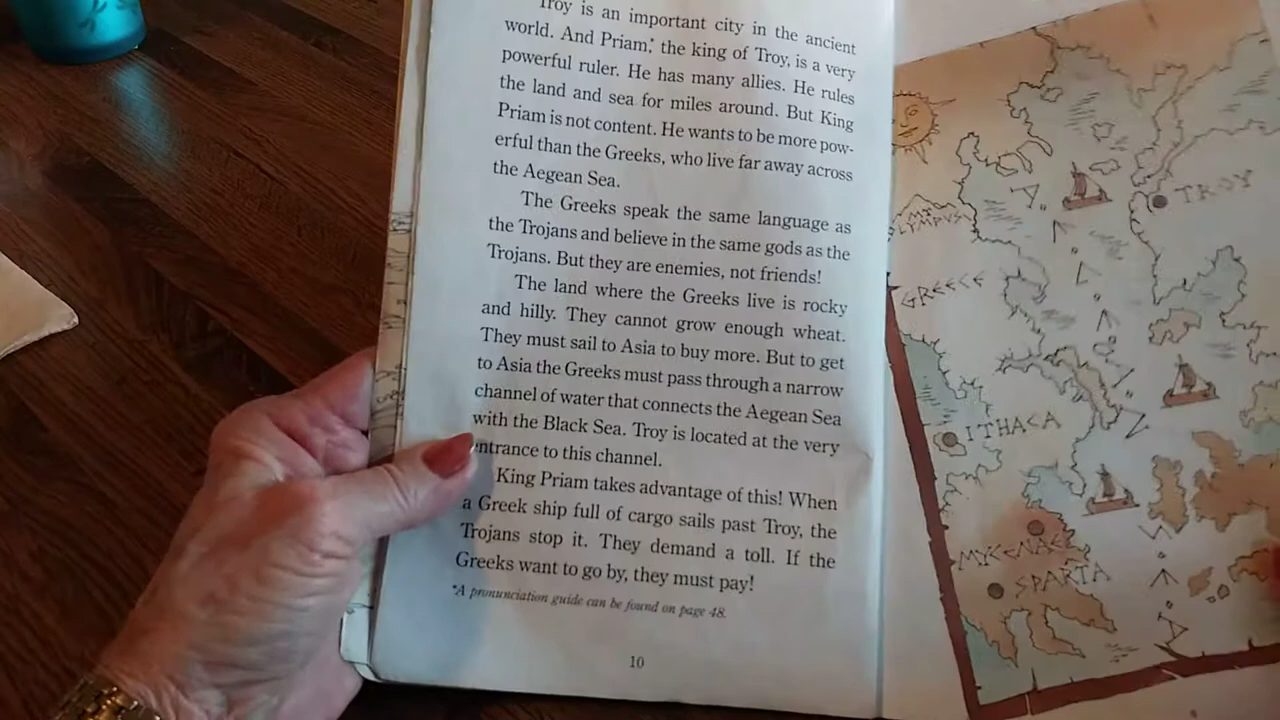 Troy is an important city in the ancient
world. And Priam,* the king of Troy, is a very
powerful ruler. He has many allies. He rules
the land and sea for miles around. But King
Priam is not content. He wants to be more pow-
erful than the Greeks, who live far away across
the Aegean Sea.
The Greeks speak the same language as
the Trojans and believe in the same gods as the
Trojans. But they are enemies, not friends!
The land where the Greeks live is rocky
and hilly. They cannot grow enough wheat.
They must sail to Asia to buy more. But to get
to Asia the Greeks must pass through a narrow
channel of water that connects the Aegean Sea
with the Black Sea. Troy is located at the very
entrance to this channel.
King Priam takes advantage of this! When
a Greek ship full of cargo sails past Troy, the
Trojans stop it. They demand a toll. If the
Greeks want to go by, they must pay!
*A pronunciation guide can be found on page 48.
10
TROY
MT
OLYMPUS
GREECE
ITHACA
MYKENAE
SPARTA